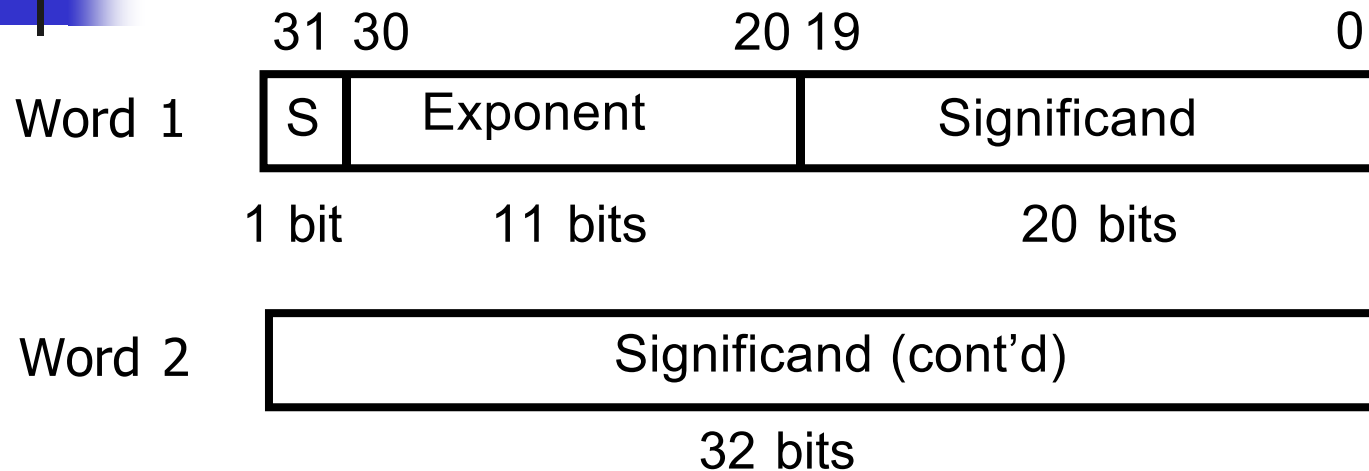 31 30 20 19 0
Word 1 S Exponent Significand
1 bit 11 bits 20 bits
Word 2 Significand (cont’d)
32 bits